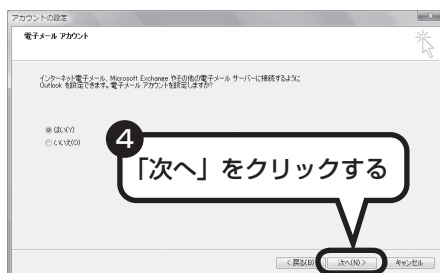 アカウントの設定
電子メール アカウント
インターネット電子メール、Microsoft Exchange やその他の電子メール サーバーに接続するように
Outlook を設定できます。電子メール アカウントを設定しますか?
はい(Y)
いいえ(O)
4
「次へ」をクリックする
< 戻る(B)
次へ(N) >
キャンセル